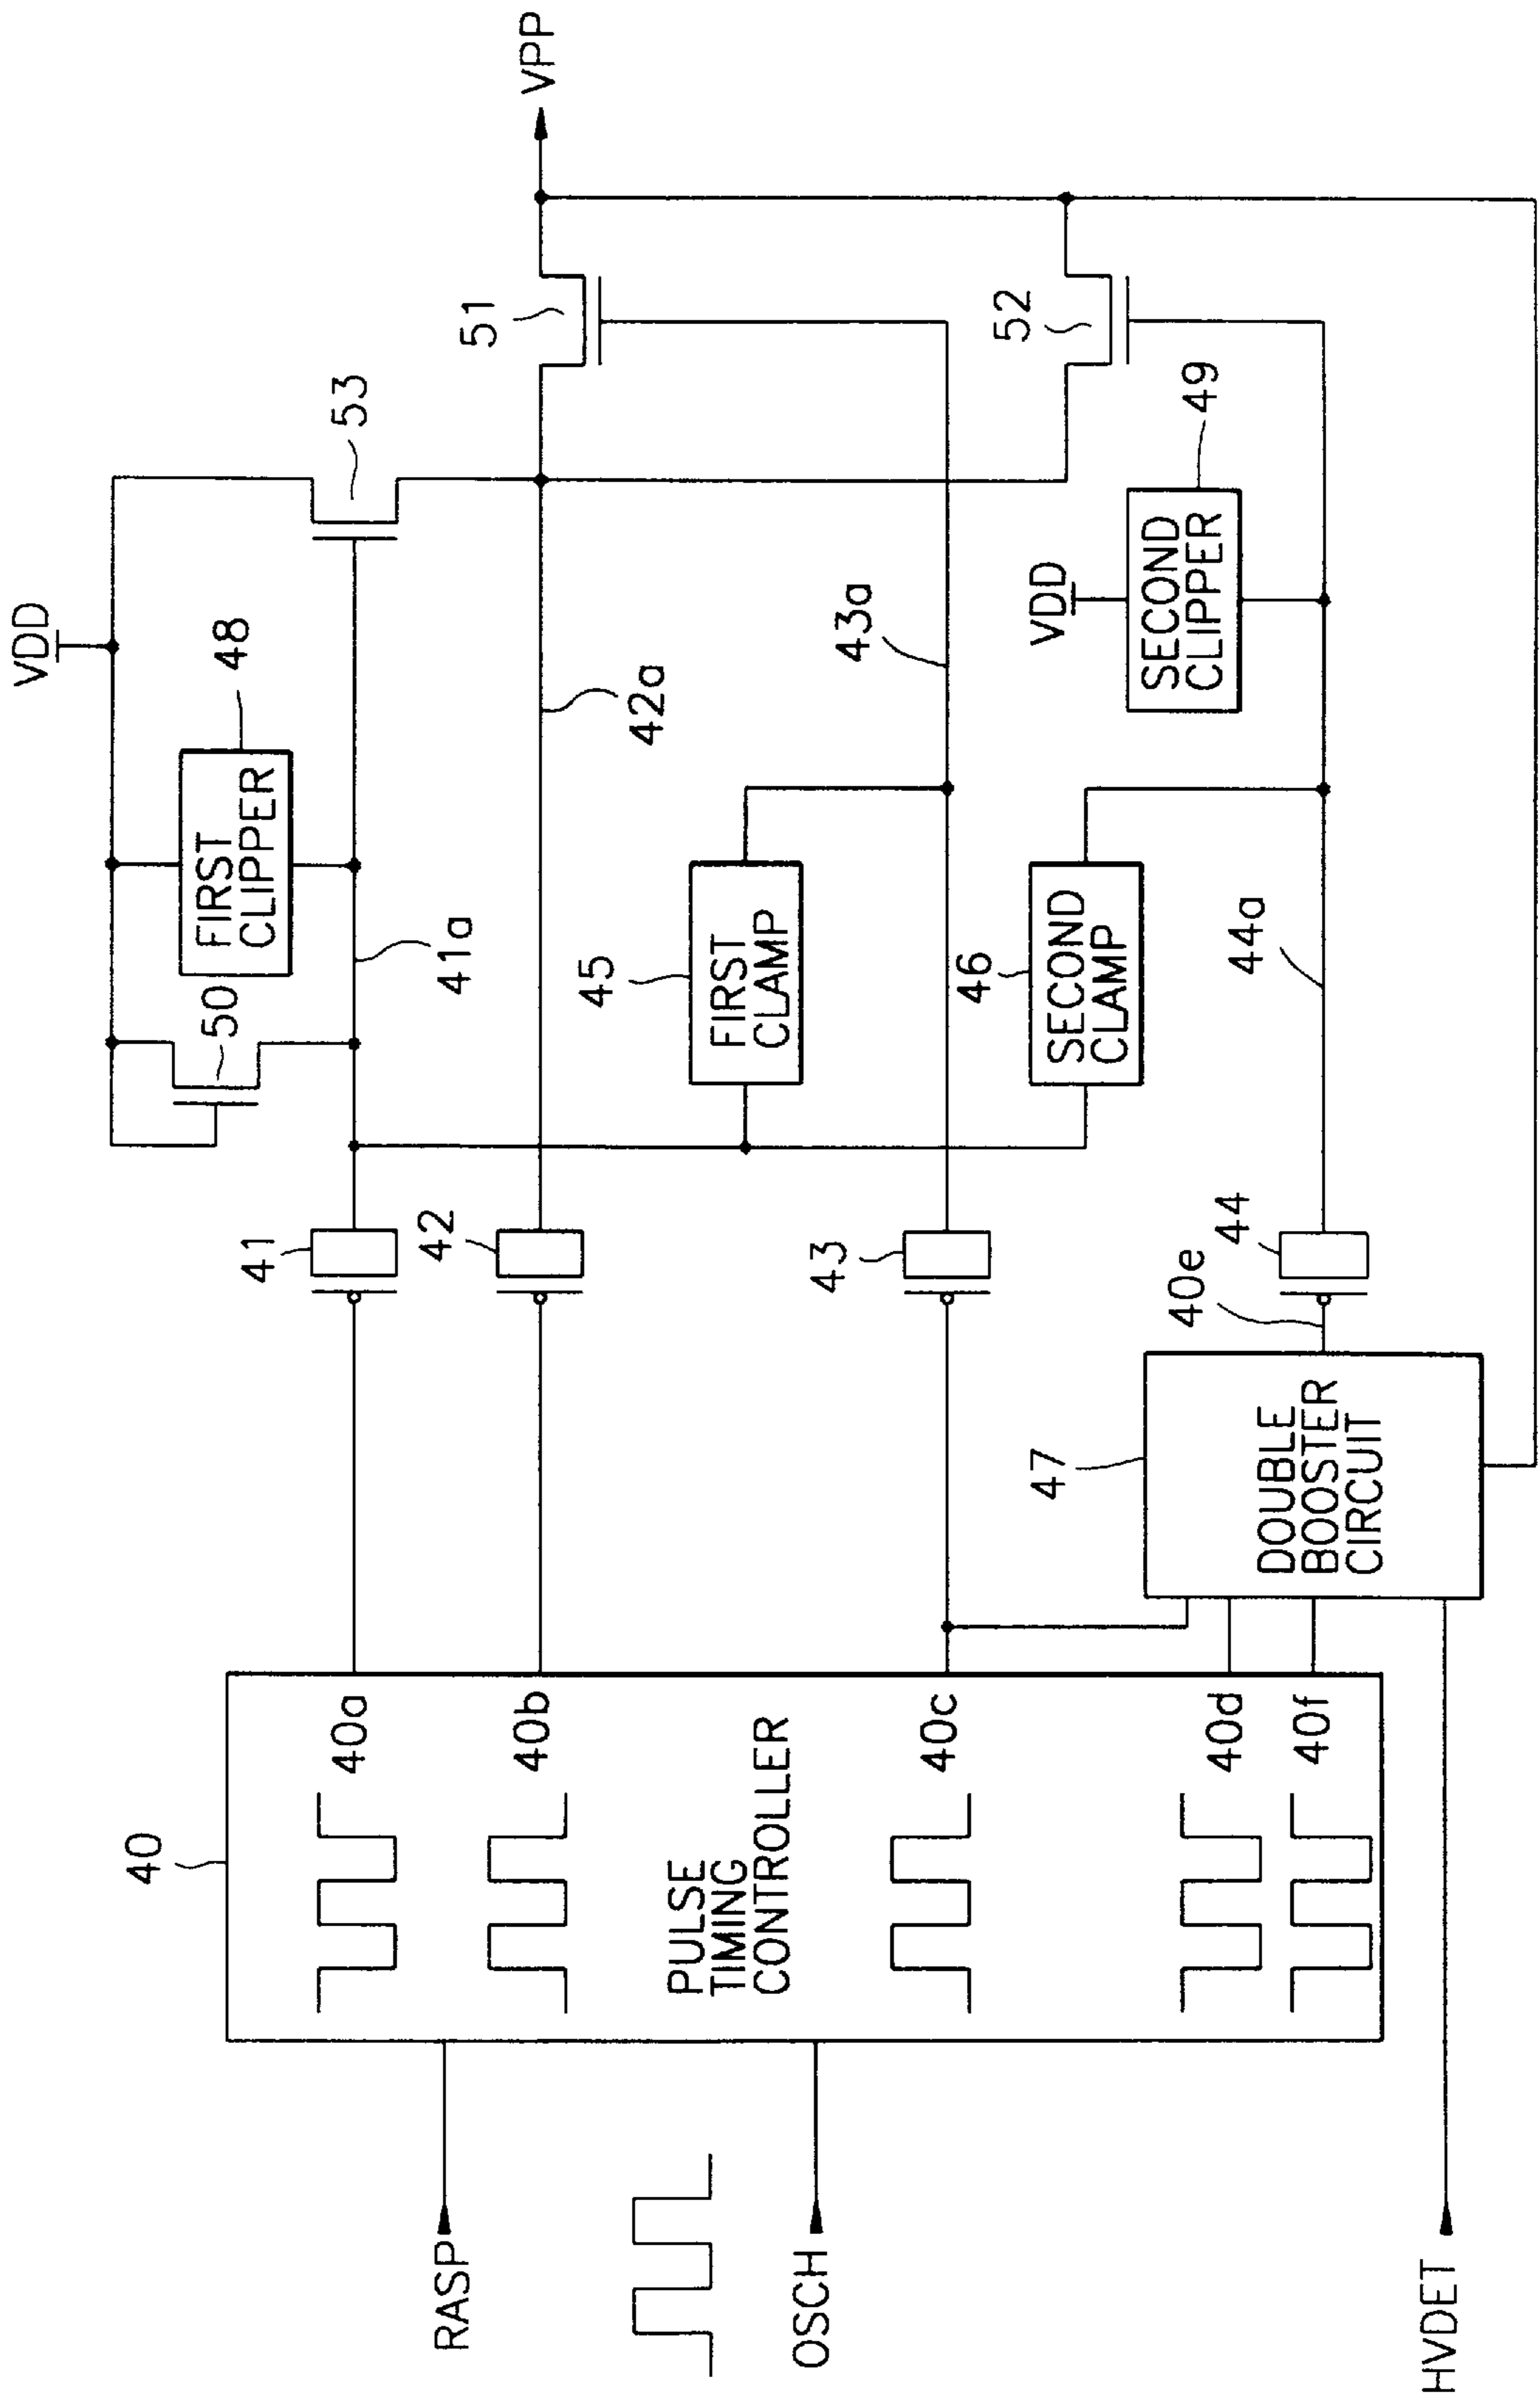 VDD
VPP
FIRST
CLIPPER
48
50
53
51
41a
41
42
42a
45
FIRST
CLAMP
43a
43
46
SECOND
CLAMP
VDD
SECOND
CLIPPER
49
52
44a
44
40e
47
DOUBLE
BOOSTER
CIRCUIT
40
40a
40b
PULSE
TIMING
CONTROLLER
40c
40d
40f
RASP
OSCH
HVDET